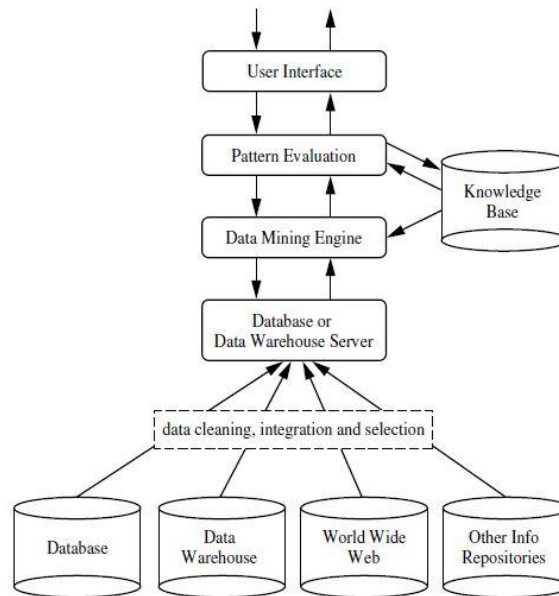 User Interface
Pattern Evaluation
Knowledge
Base
Data Mining Engine
Database or
Data Warehouse Server
data cleaning, integration and selection
Database
Data
Warehouse
World Wide
Web
Other Info
Repositories